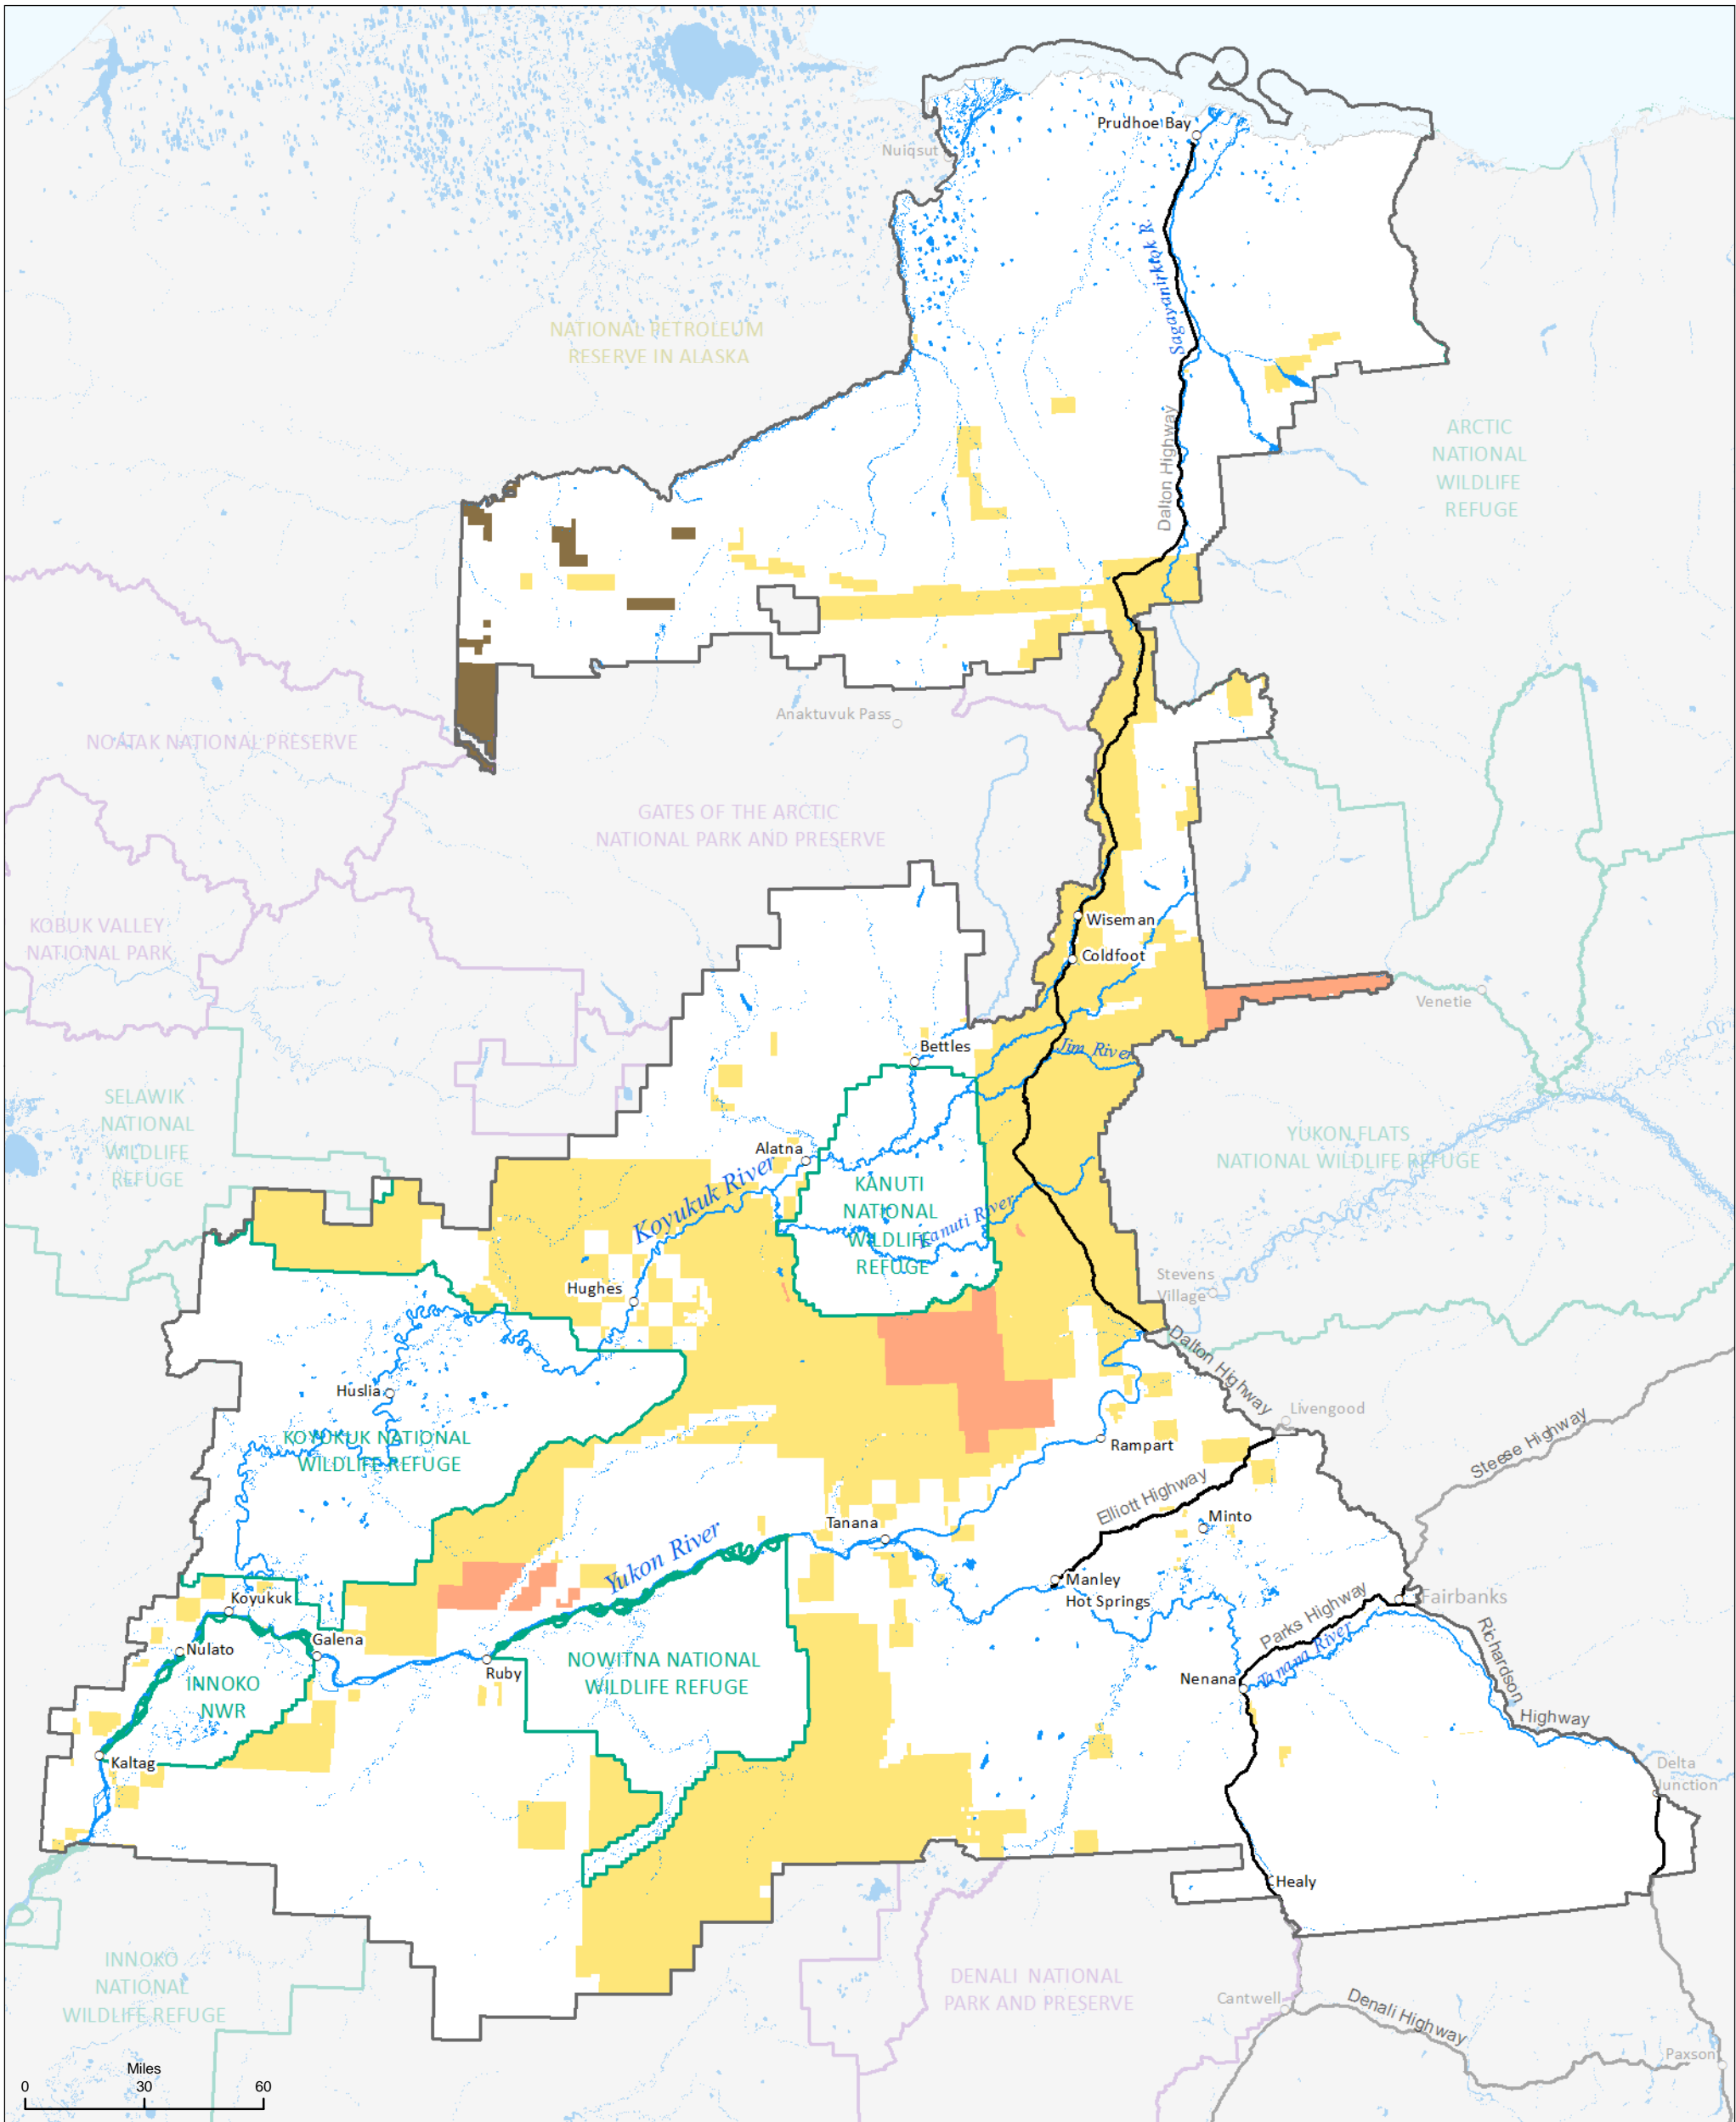 Prudhoe Bay
Nuiqsut
Sagavanirktok R.
NATIONAL PETROLEUM
RESERVE IN ALASKA
Dalton Highway
ARCTIC
NATIONAL
WILDLIFE
REFUGE
Anaktuvuk Pass
NOATAK NATIONAL PRESERVE
GATES OF THE ARCTIC
NATIONAL PARK AND PRESERVE
KOBUK VALLEY
NATIONAL PARK
Wiseman
Coldfoot
Venetie
Bettles
Jim River
SELAWIK
NATIONAL
WILDLIFE
REFUGE
Alatna
YUKON FLATS
NATIONAL WILDLIFE REFUGE
Koyukuk River
KANUTI
NATIONAL
WILDLIFE
REFUGE
Kanuti River
Hughes
Stevens
Village
Dalton Highway
Huslia
Livengood
KOYUKUK NATIONAL
WILDLIFE REFUGE
Rampart
Steese Highway
Elliott Highway
Minto
Tanana
Yukon River
Manley
Hot Springs
Koyukuk
Parks Highway
Fairbanks
Nulato
Galena
Ruby
INNOKO
NWR
NOWITNA NATIONAL
WILDLIFE REFUGE
Nenana
Tanana River
Richardson
Highway
Kaltag
Delta
Junction
Healy
INNOKO
NATIONAL
WILDLIFE REFUGE
DENALI NATIONAL
PARK AND PRESERVE
Cantwell
Denali Highway
Paxson
Miles
0 30 60